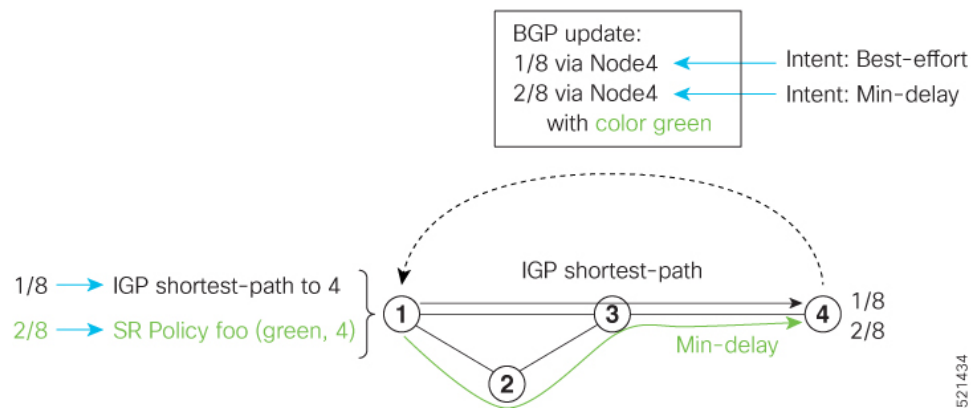 BGP update:
1/8 via Node4
Intent: Best-effort
2/8 via Node4
Intent: Min-delay
with color green
1/8
IGP shortest-path to 4
2/8
SR Policy foo (green, 4)
IGP shortest-path
1
3
4
1/8
2/8
Min-delay
2
521434